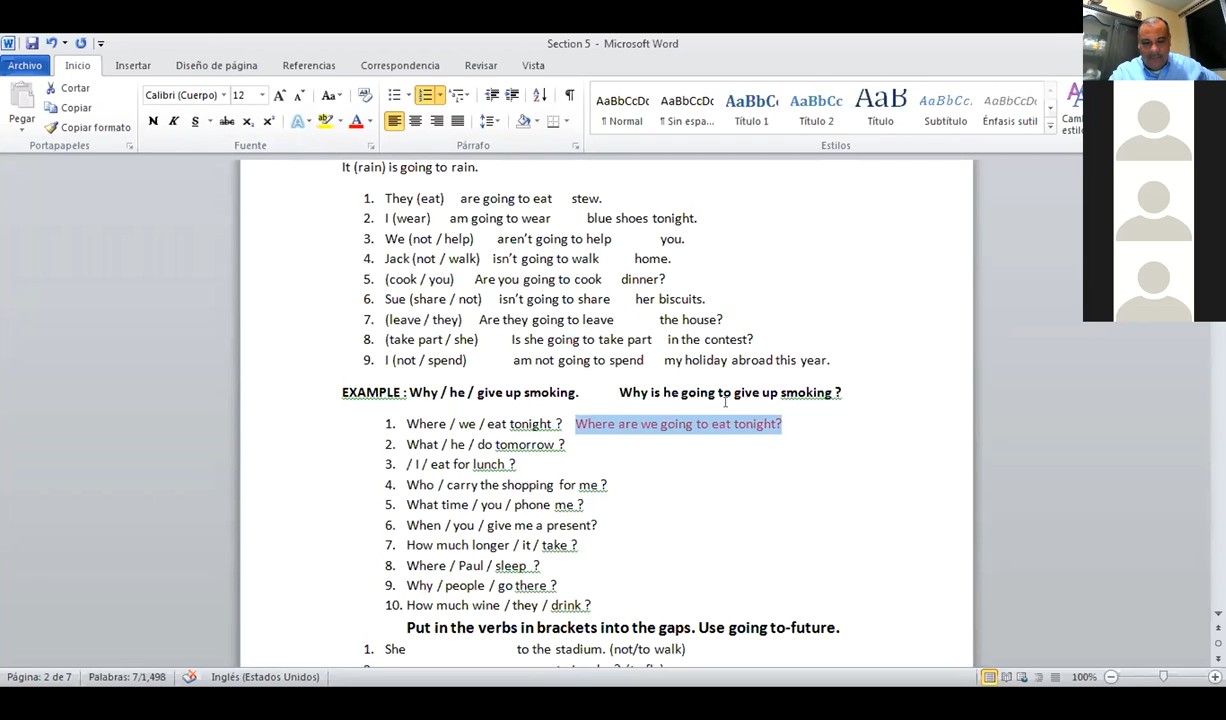 Section 5 - Microsoft Word
Archivo Inicio Insertar Diseño de página Referencias Correspondencia Revisar Vista
Pegar
Cortar
Copiar
Copiar formato
Portapapeles
Calibri (Cuerpo) 12
Fuente
Párrafo
AaBbCcDc AaBbCcDc AaBbCc AaBbCc AaB AaBbCc. AaBbCcDc
¶ Normal ¶ Sin espa... Título 1 Título 2 Título Subtítulo Énfasis sutil
Estilos
It (rain) is going to rain.
1. They (eat) are going to eat stew.
2. I (wear) am going to wear blue shoes tonight.
3. We (not / help) aren't going to help you.
4. Jack (not / walk) isn't going to walk home.
5. (cook / you) Are you going to cook dinner?
6. Sue (share / not) isn't going to share her biscuits.
7. (leave / they) Are they going to leave the house?
8. (take part / she) Is she going to take part in the contest?
9. I (not / spend) am not going to spend my holiday abroad this year.
EXAMPLE : Why / he / give up smoking. Why is he going to give up smoking ?
1. Where / we / eat tonight ? Where are we going to eat tonight?
2. What / he / do tomorrow ?
3. / I / eat for lunch ?
4. Who / carry the shopping for me ?
5. What time / you / phone me ?
6. When / you / give me a present?
7. How much longer / it / take ?
8. Where / Paul / sleep ?
9. Why / people / go there ?
10. How much wine / they / drink ?
Put in the verbs in brackets into the gaps. Use going to-future.
1. She to the stadium. (not/to walk)
Página: 2 de 7 Palabras: 7/1,498 Inglés (Estados Unidos) 100%